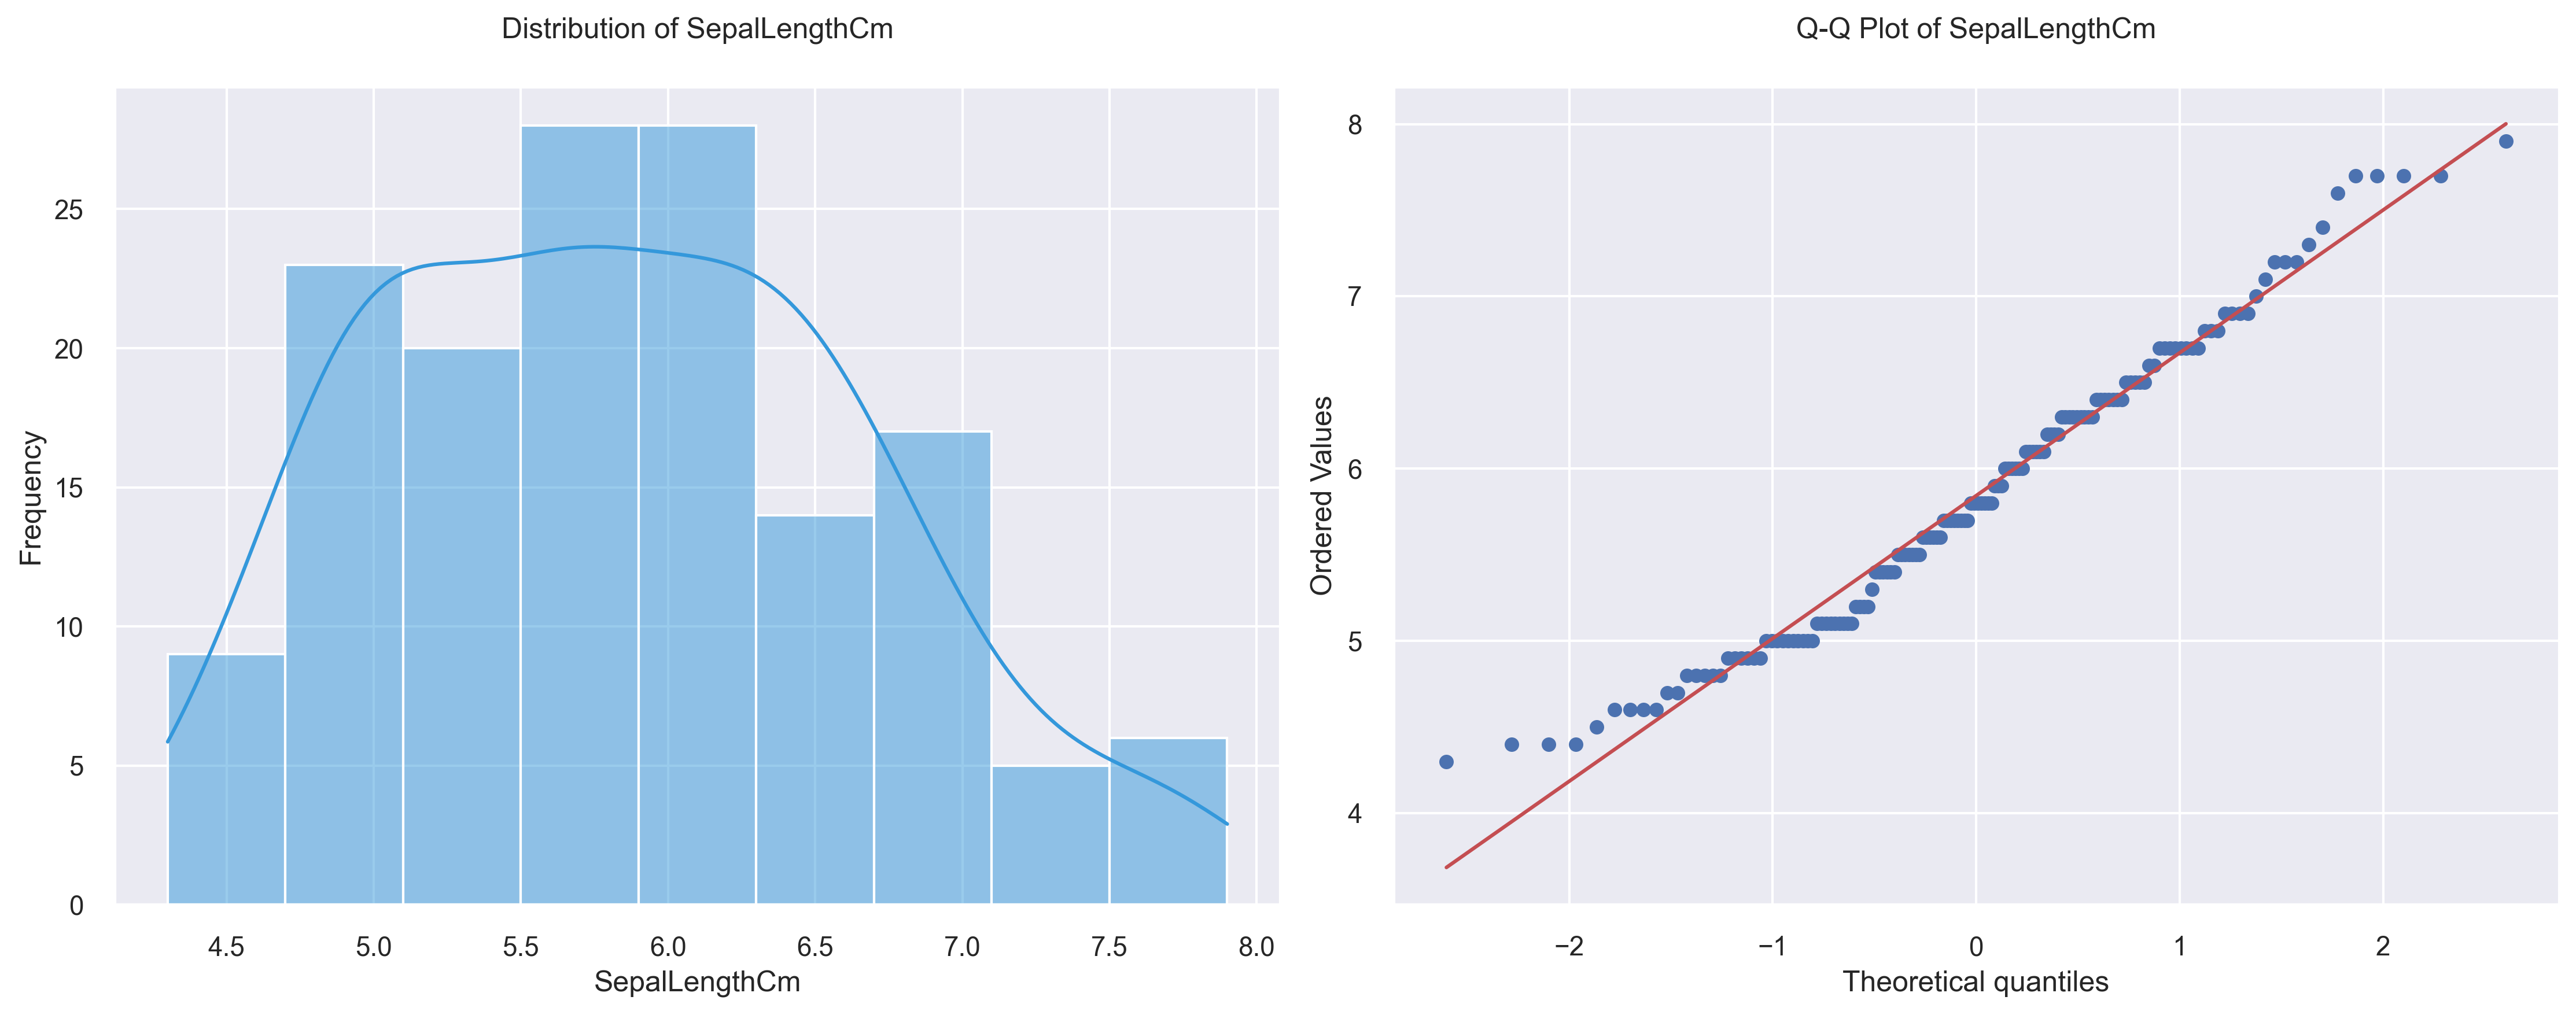 Distribution of SepalLengthCm
Frequency
25
20
15
10
5
0
4.5 5.0 5.5 6.0 6.5 7.0 7.5 8.0
SepalLengthCm
Q-Q Plot of SepalLengthCm
Ordered Values
8
7
6
5
4
−2 −1 0 1 2
Theoretical quantiles